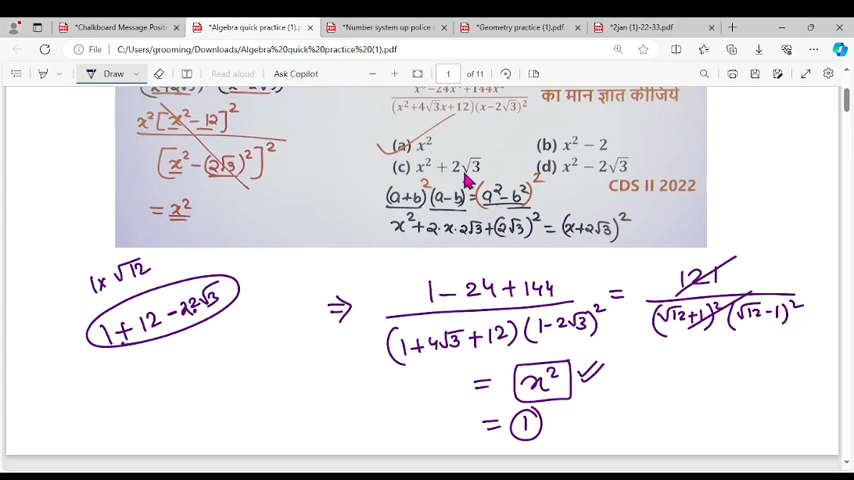 *Chalkboard Message Positi
*Algebra quick practice (1).p
*Number system up police
*Geometry practice (1).pdf
*2jan (1)-22-33.pdf
File
C:/Users/grooming/Downloads/Algebra%20quick%20practice%20(1).pdf
Draw
Read aloud
Ask Copilot
1 of 11
(x²+4√3x+12)(x−2√3)²
का मान ज्ञात कीजिये
(a) x²
(b) x² − 2
(c) x² + 2√3
(d) x² − 2√3
CDS II 2022
x²[x²−12]²
[x²−(2√3)²]²
= x²
(a+b)²(a−b)²=(a²−b²)²
x²+2·x·2√3+(2√3)² = (x+2√3)²
1x √12
1+12−2·2√3
⇒ 1−24+144 = 121
(1+4√3+12)(1−2√3)² (√12+1)²(√12−1)²
= x²
= 1